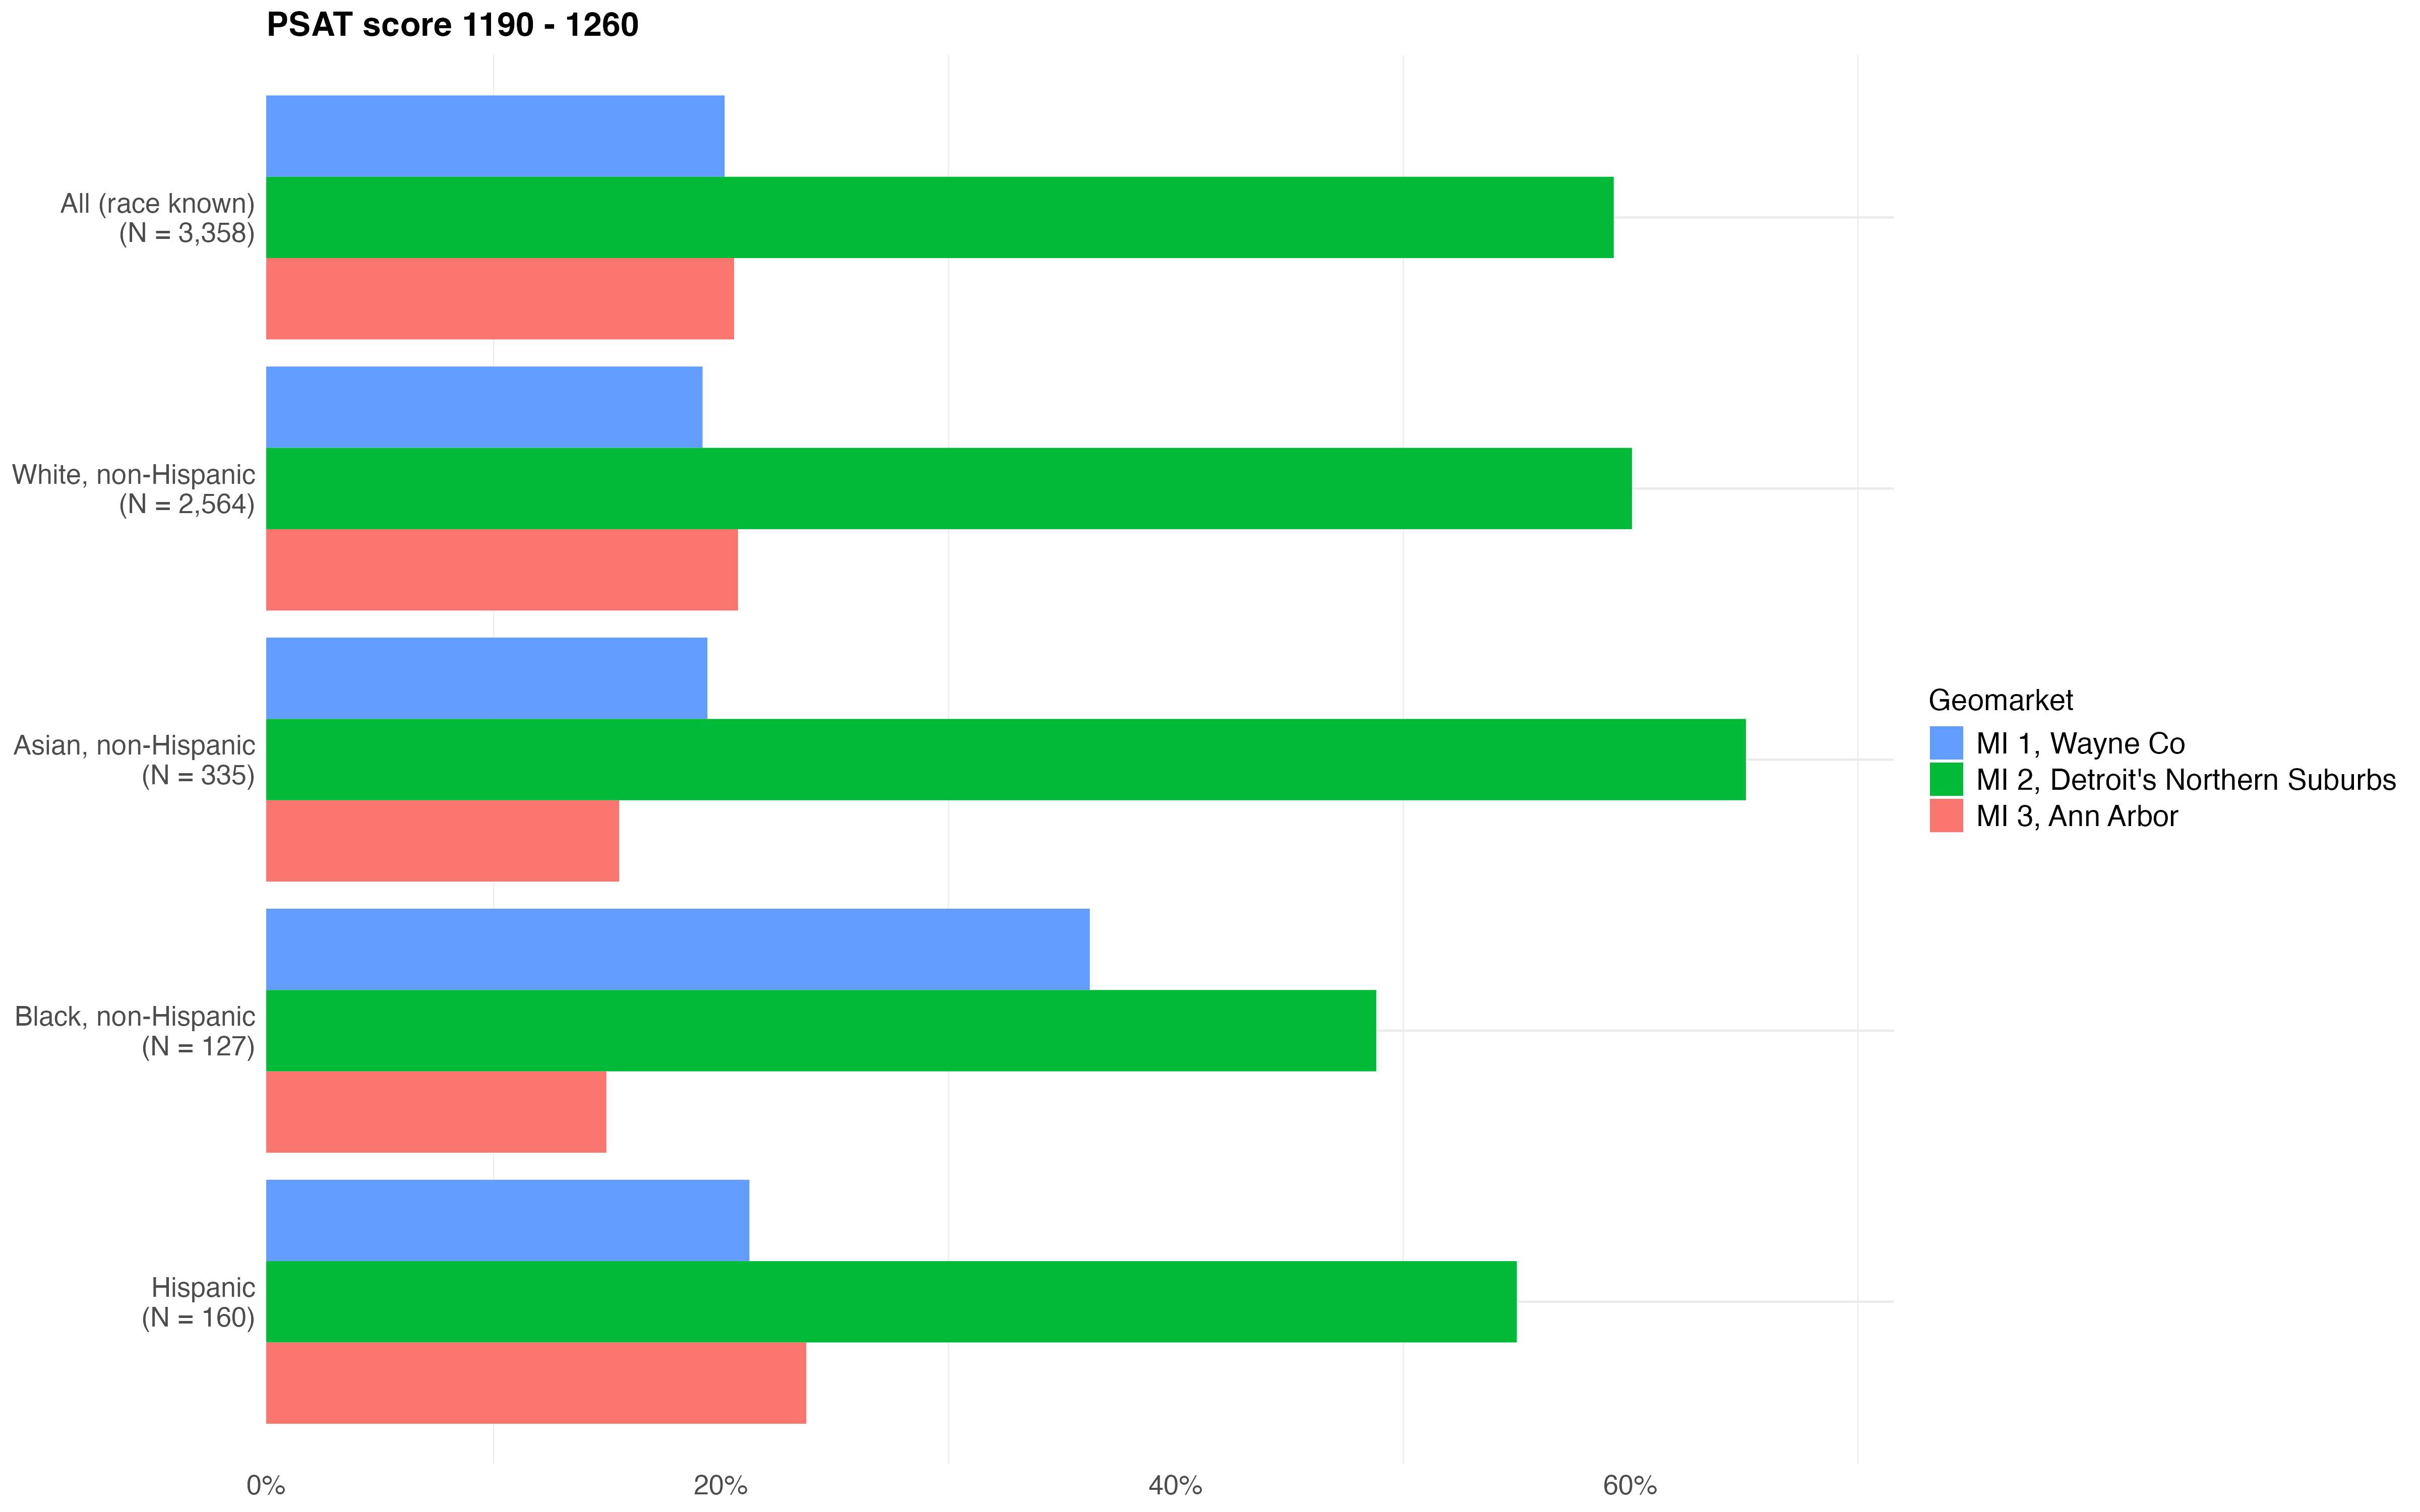 PSAT score 1190 - 1260
All (race known)
(N = 3,358)
White, non-Hispanic
(N = 2,564)
Asian, non-Hispanic
(N = 335)
Black, non-Hispanic
(N = 127)
Hispanic
(N = 160)
0%
20%
40%
60%
Geomarket
MI 1, Wayne Co
MI 2, Detroit's Northern Suburbs
MI 3, Ann Arbor